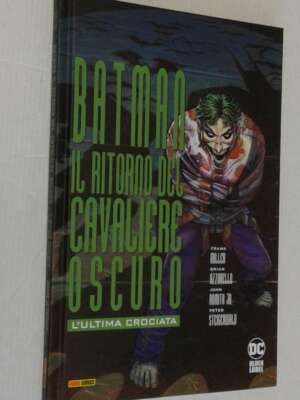 BATMAN
IL RITORNO DEL
CAVALIERE
OSCURO
L'ULTIMA CROCIATA
FRANK
MILLER
BRIAN
AZZARELLO
JOHN
ROMITA JR.
PETER
STEIGERWALD
DC
BLACK
LABEL
PANINI COMICS